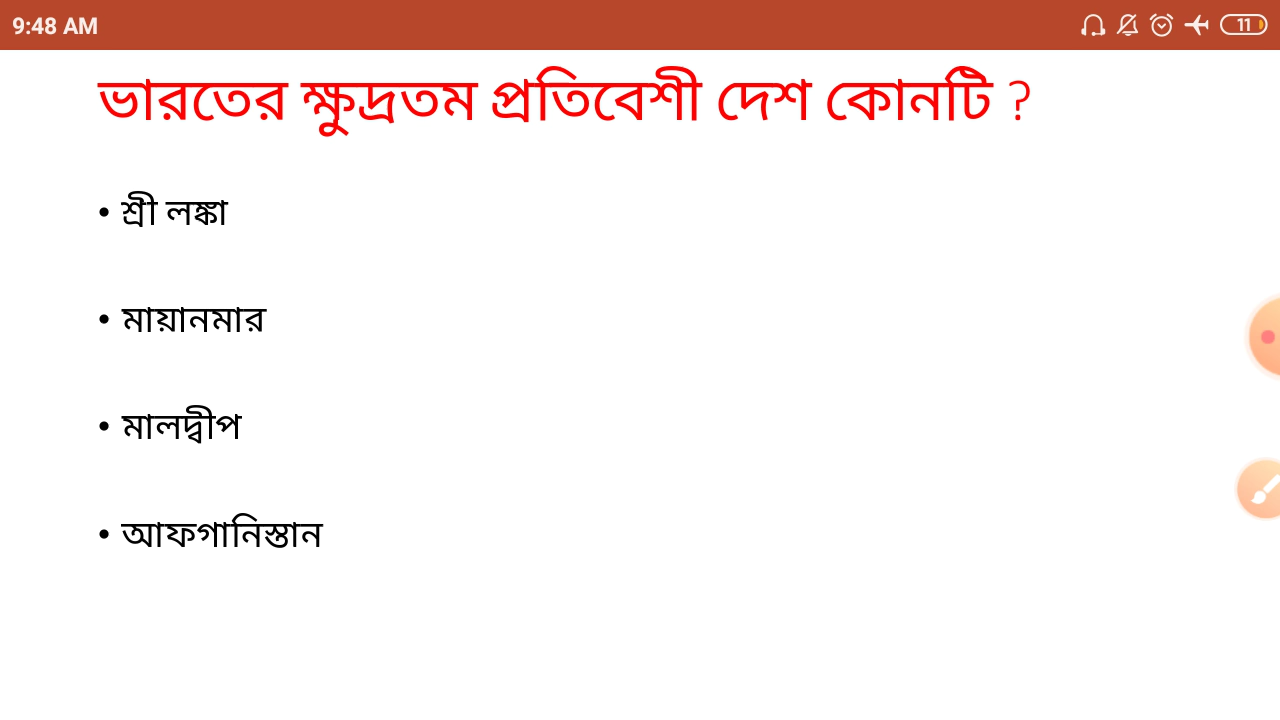 9:48 AM
11
ভারতের ক্ষুদ্রতম প্রতিবেশী দেশ কোনটি ?
• শ্রী লঙ্কা
• মায়ানমার
• মালদ্বীপ
• আফগানিস্তান